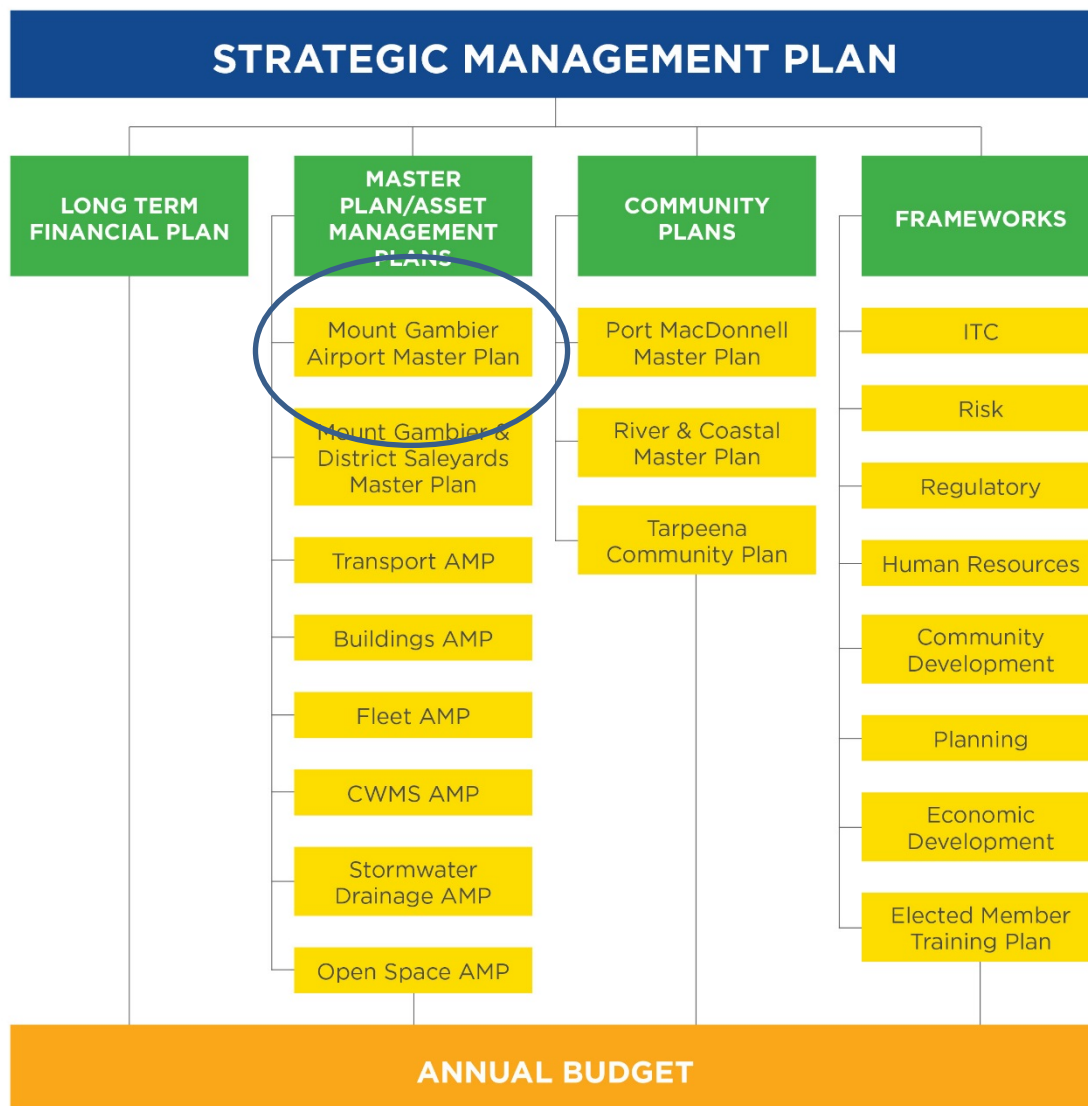 STRATEGIC MANAGEMENT PLAN
LONG TERM
FINANCIAL PLAN
MASTER
PLAN/ASSET
MANAGEMENT
PLANS
Mount Gambier
Airport Master Plan
Mount Gambier &
District Saleyards
Master Plan
Transport AMP
Buildings AMP
Fleet AMP
CWMS AMP
Stormwater
Drainage AMP
Open Space AMP
COMMUNITY
PLANS
Port MacDonnell
Master Plan
River & Coastal
Master Plan
Tarpeena
Community Plan
FRAMEWORKS
ITC
Risk
Regulatory
Human Resources
Community
Development
Planning
Economic
Development
Elected Member
Training Plan
ANNUAL BUDGET